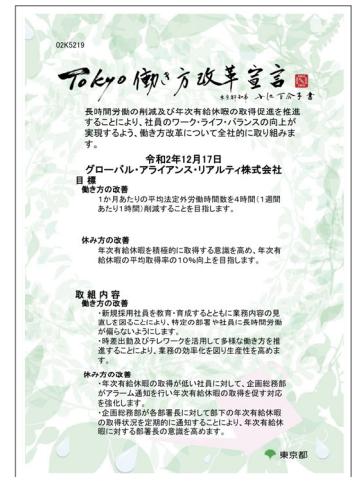 02K5219
Tokyo働き方改革宣言
東京都知事 小池百合子書
長時間労働の削減及び年次有給休暇の取得促進を推進
することにより、社員のワーク・ライフ・バランスの向上が
実現するよう、働き方改革について全社的に取り組みま
す。
令和2年12月17日
グローバル・アライアンス・リアルティ株式会社
目 標
働き方の改善
1か月あたりの平均法定外労働時間数を4時間(1週間
あたり1時間)削減することを目指します。
休み方の改善
年次有給休暇を積極的に取得する意識を高め、年次有
給休暇の平均取得率の10%向上を目指します。
取 組 内 容
働き方の改善
・新規採用社員を教育・育成するとともに業務内容の見
直しを図ることにより、特定の部署や社員に長時間労働
が偏らないようにします。
・時差出勤及びテレワークを活用して多様な働き方を推
進することにより、業務の効率化を図り生産性を高めま
す。
休み方の改善
・年次有給休暇の取得が低い社員に対して、企画総務部
がアラーム通知を行い年次有給休暇の取得を促す対応
を強化します。
・企画総務部が各部署長に対して部下の年次有給休暇
の取得状況を定期的に通知することにより、年次有給休
暇に対する部署長の意識を高めます。
東京都